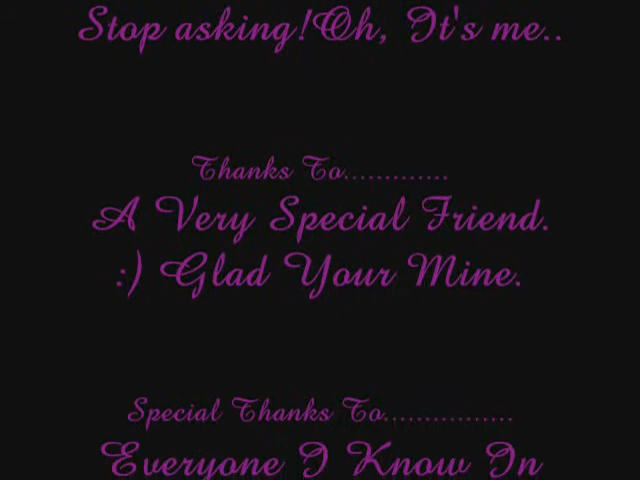 Stop asking!Oh, It's me..
Thanks To.............
A Very Special Friend.
:) Glad Your Mine.
Special Thanks To................
Everyone I Know In